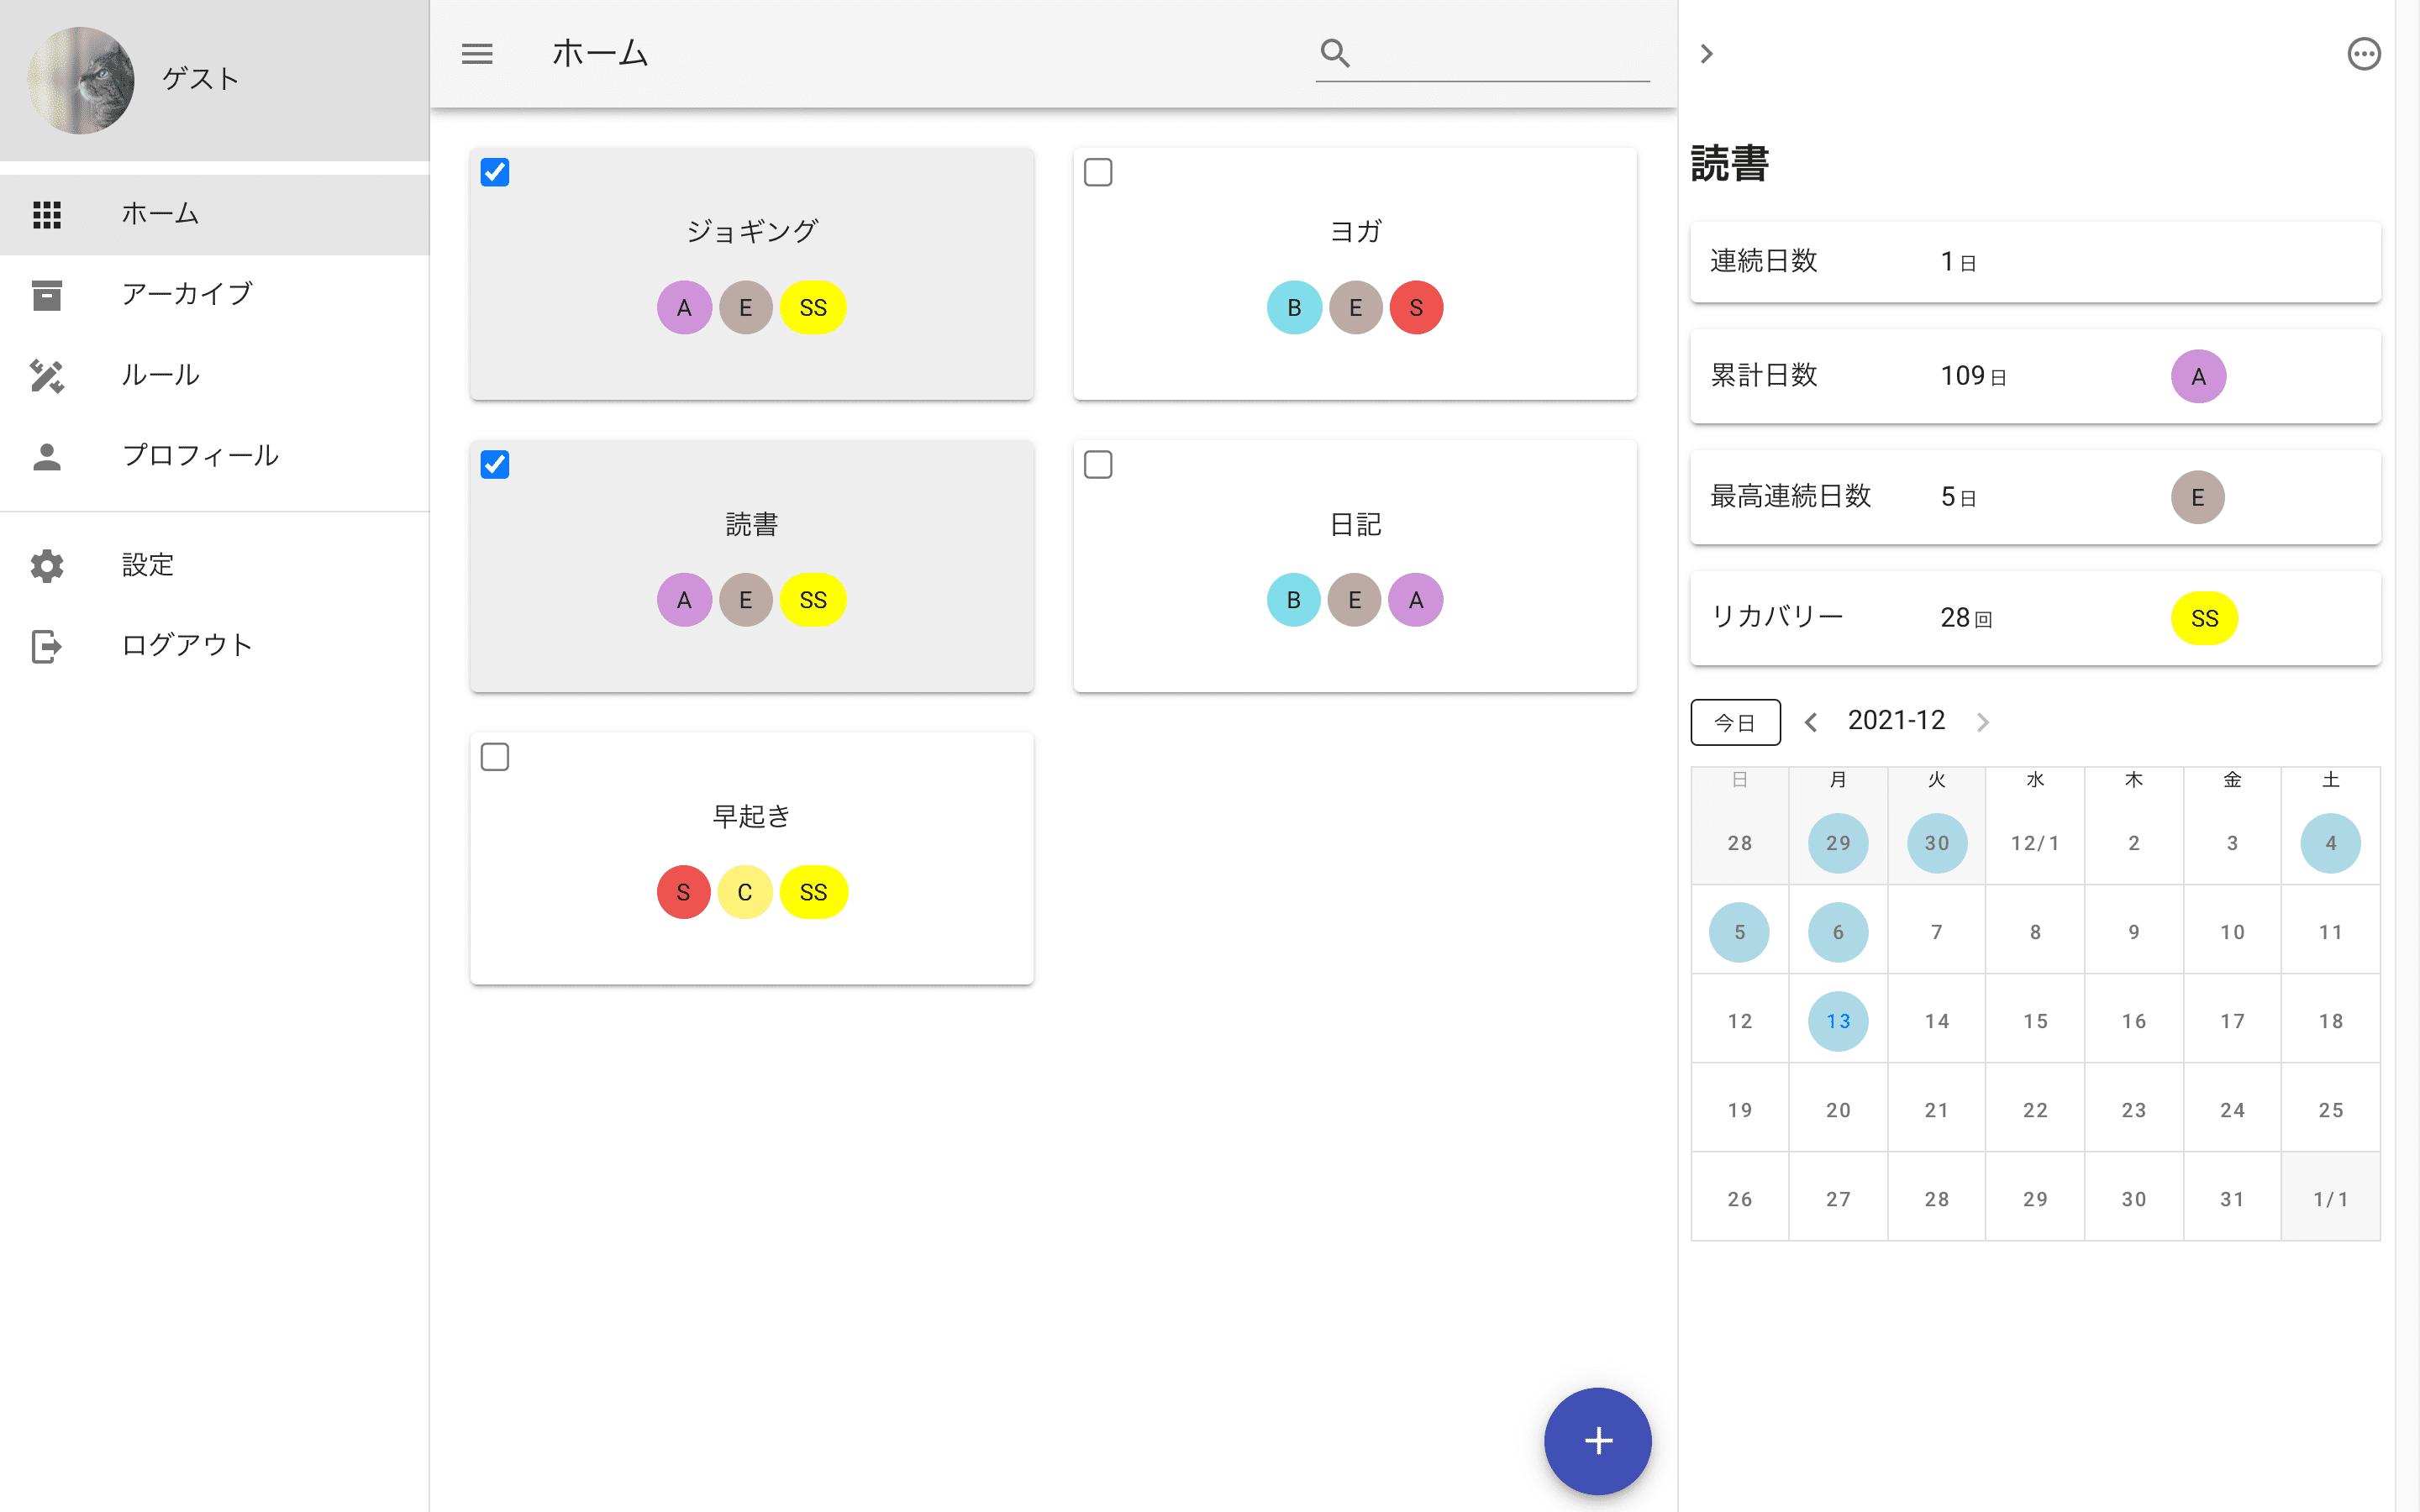 ゲスト
ホーム
アーカイブ
ルール
プロフィール
設定
ログアウト
ホーム
ジョギング
A E SS
ヨガ
B E S
読書
A E SS
日記
B E A
早起き
S C SS
読書
連続日数 1日
累計日数 109日 A
最高連続日数 5日 E
リカバリー 28回 SS
今日 2021-12
日 月 火 水 木 金 土
28 29 30 12/1 2 3 4
5 6 7 8 9 10 11
12 13 14 15 16 17 18
19 20 21 22 23 24 25
26 27 28 29 30 31 1/1